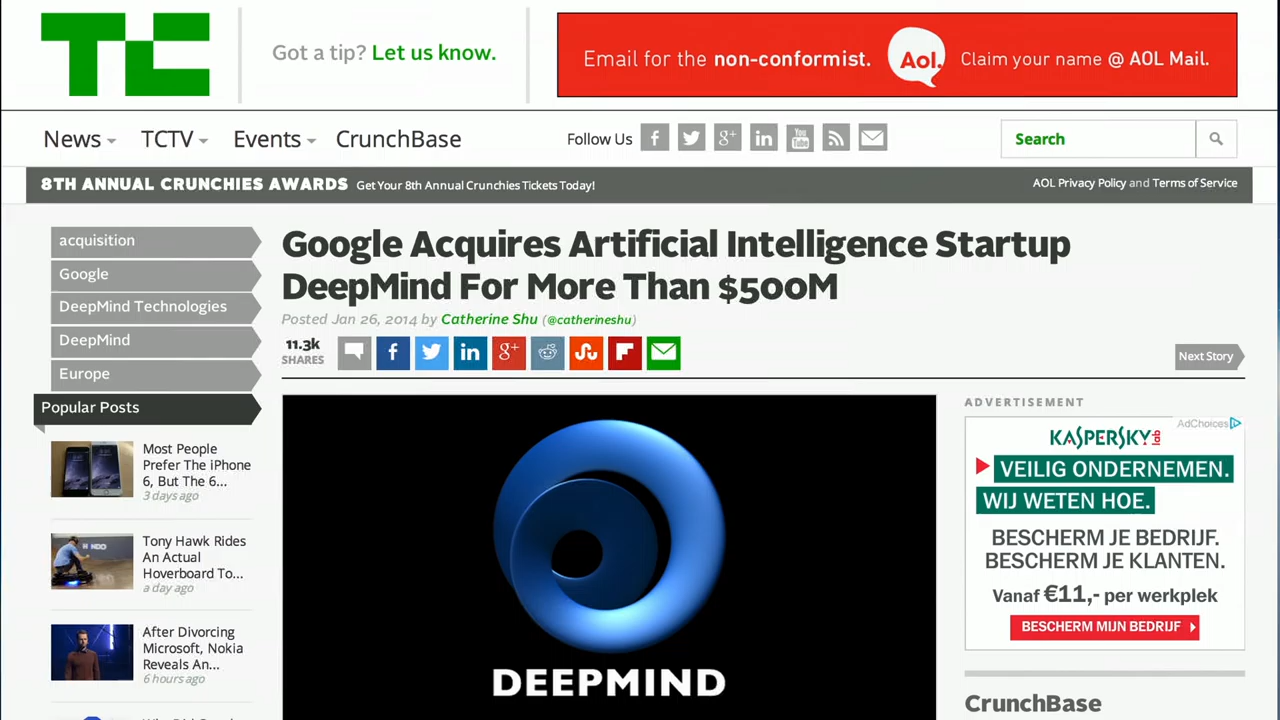 TC
Got a tip? Let us know.
Email for the non-conformist.
Aol.
Claim your name @ AOL Mail.
News
TCTV
Events
CrunchBase
Follow Us
f
g+
in
You Tube
Search
8TH ANNUAL CRUNCHIES AWARDS Get Your 8th Annual Crunchies Tickets Today!
AOL Privacy Policy and Terms of Service
acquisition
Google
DeepMind Technologies
DeepMind
Europe
Popular Posts
Most People
Prefer The iPhone
6, But The 6...
3 days ago
Tony Hawk Rides
An Actual
Hoverboard To...
a day ago
After Divorcing
Microsoft, Nokia
Reveals An...
6 hours ago
Google Acquires Artificial Intelligence Startup
DeepMind For More Than $500M
Posted Jan 26, 2014 by Catherine Shu (@catherineshu)
11.3k
SHARES
f
in
g+
Next Story
DEEPMIND
ADVERTISEMENT
AdChoices
KASPERSKY lab
VEILIG ONDERNEMEN.
WIJ WETEN HOE.
BESCHERM JE BEDRIJF.
BESCHERM JE KLANTEN.
Vanaf €11,- per werkplek
BESCHERM MIJN BEDRIJF
CrunchBase